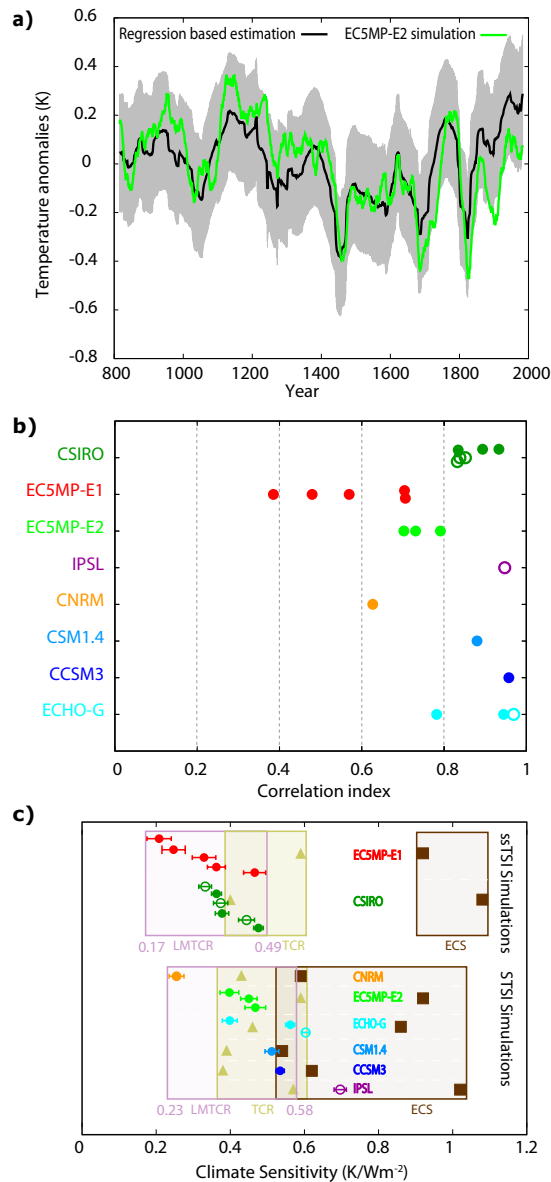 a)
Regression based estimation
EC5MP-E2 simulation
Temperature anomalies (K)
0.6
0.4
0.2
0
-0.2
-0.4
-0.6
-0.8
800 1000 1200 1400 1600 1800 2000
Year
b)
CSIRO
EC5MP-E1
EC5MP-E2
IPSL
CNRM
CSM1.4
CCSM3
ECHO-G
0 0.2 0.4 0.6 0.8 1
Correlation index
c)
EC5MP-E1
CSIRO
0.17 LMTCR 0.49 TCR ECS
ssTSI Simulations
CNRM
EC5MP-E2
ECHO-G
CSM1.4
CCSM3
IPSL
0.23 LMTCR TCR 0.58 ECS
STSI Simulations
0 0.2 0.4 0.6 0.8 1 1.2
Climate Sensitivity (K/Wm-2)